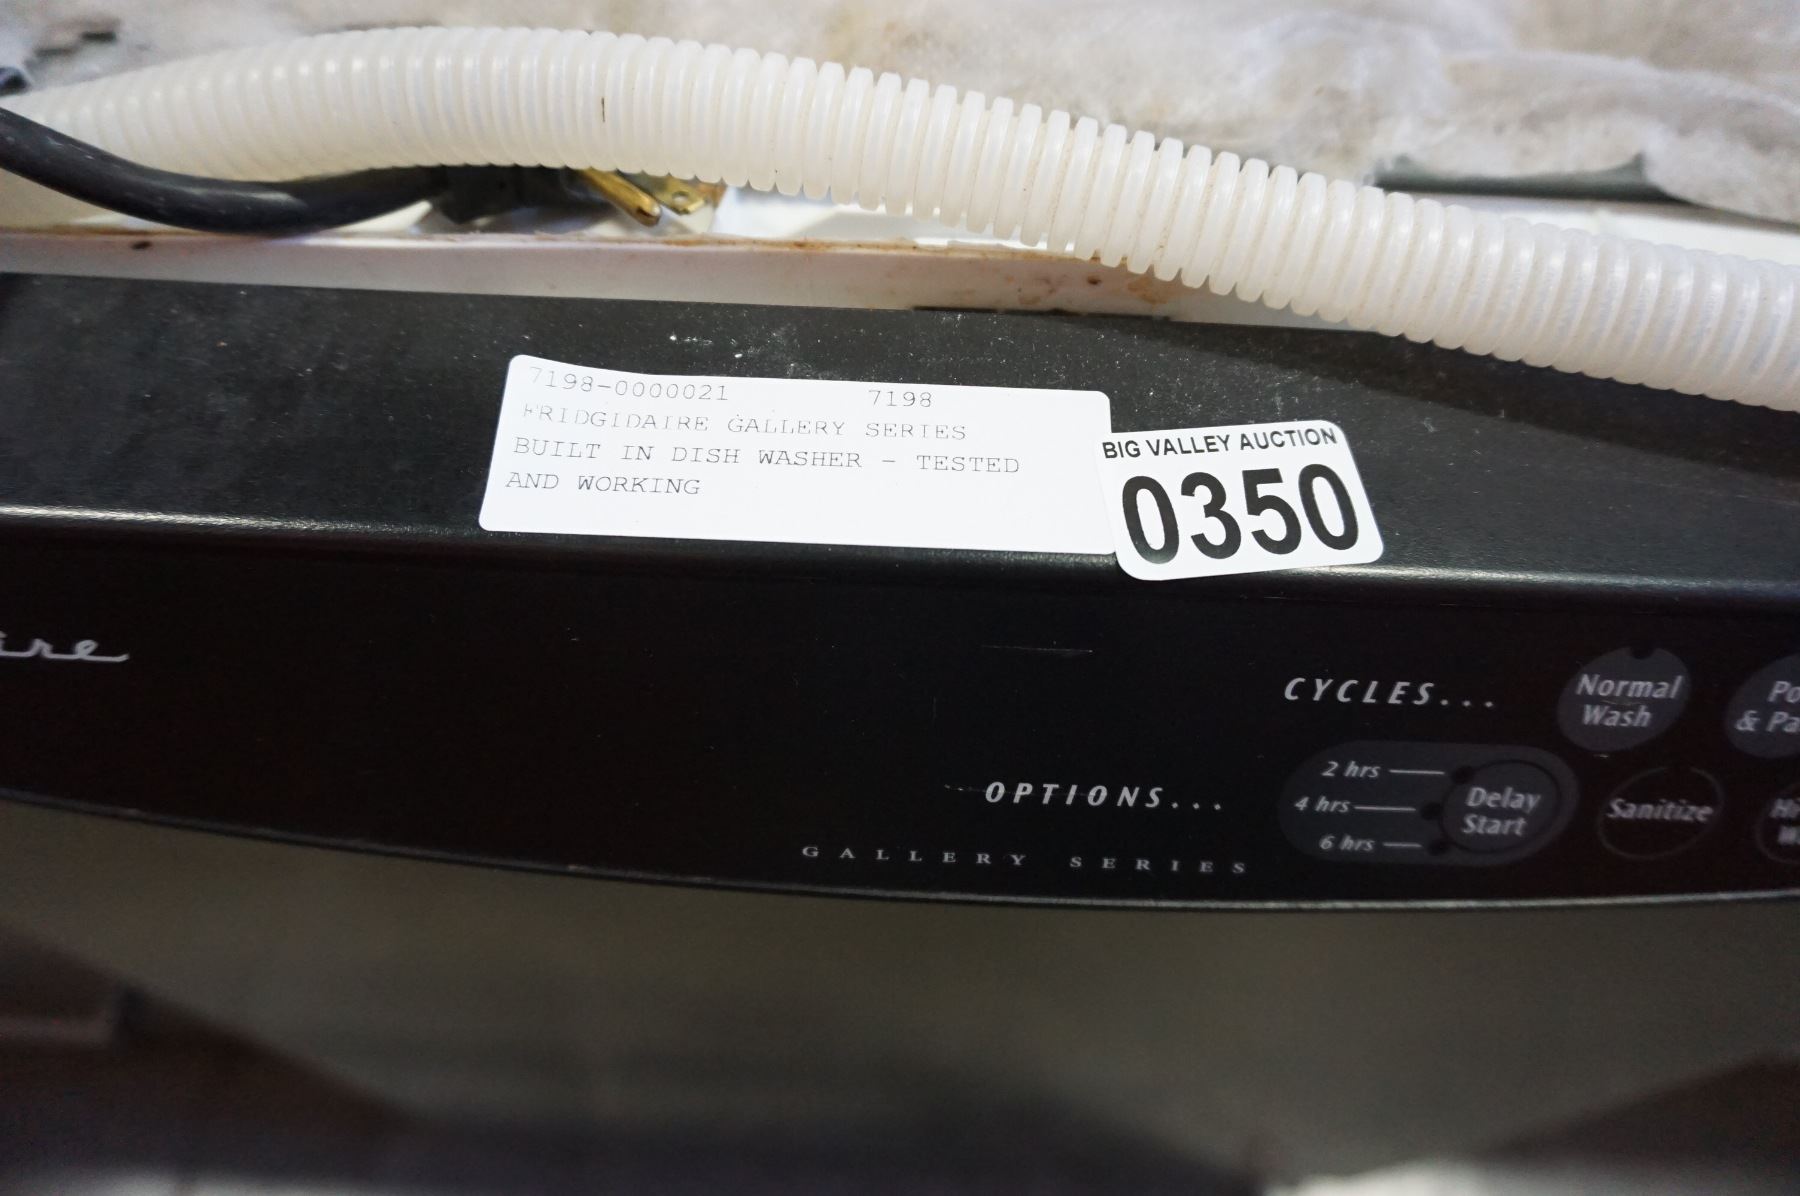 7198-0000021 7198
FRIDGIDAIRE GALLERY SERIES
BUILT IN DISH WASHER - TESTED
AND WORKING
BIG VALLEY AUCTION
0350
CYCLES...
Normal
Wash
OPTIONS...
2 hrs
4 hrs
6 hrs
Delay
Start
Sanitize
GALLERY SERIES